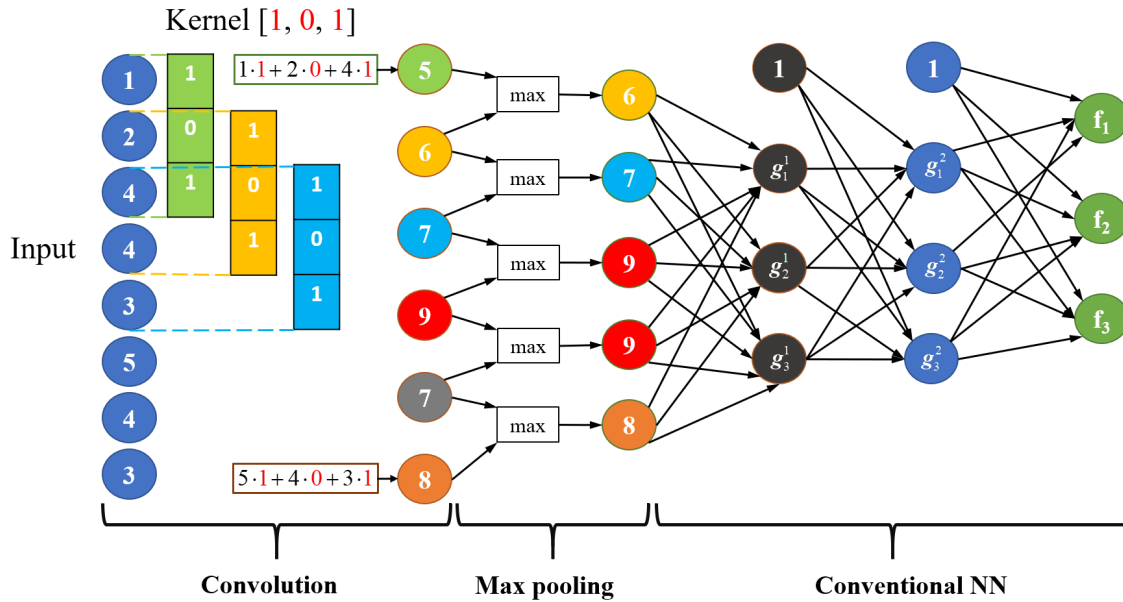 Kernel [1, 0, 1]
Input
1
2
4
4
3
5
4
3
1
0
1
1
0
1
1
0
1
1·1+2·0+4·1
5·1+4·0+3·1
5
6
7
9
7
8
max
max
max
max
max
6
7
9
9
8
1
g₁¹
g₂¹
g₃¹
1
g₁²
g₂²
g₃²
f₁
f₂
f₃
Convolution
Max pooling
Conventional NN